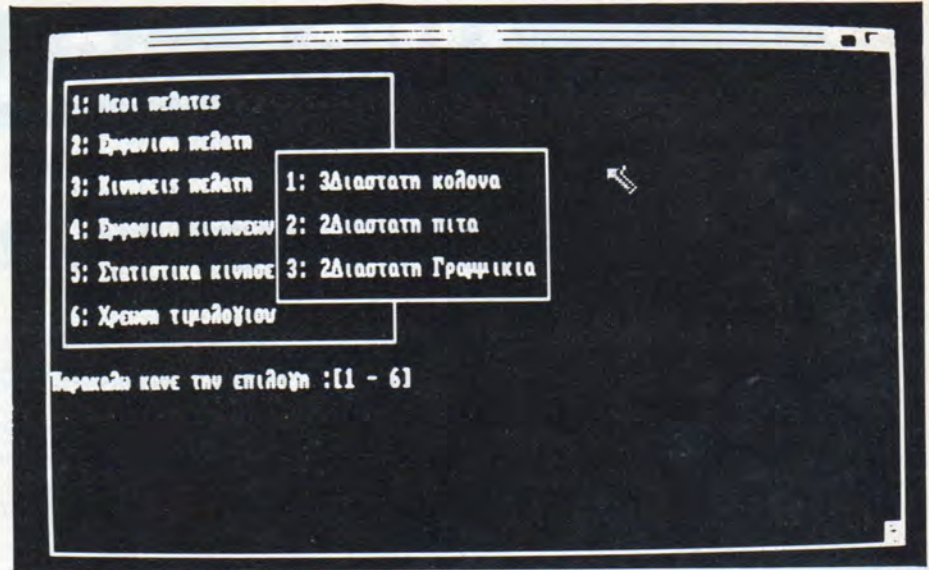 1: Νεοι πελατες
2: Εμφανιση πελατη
3: Κινησεις πελατη
4: Εμφανιση κινησεων
5: Στατιστικα κινησε
6: Χρεωση τιμολογιου
1: 3Διαστατη κολονα
2: 2Διαστατη πιτα
3: 2Διαστατη Γραμμικια
Παρακαλω κανε την επιλογη :[1 - 6]